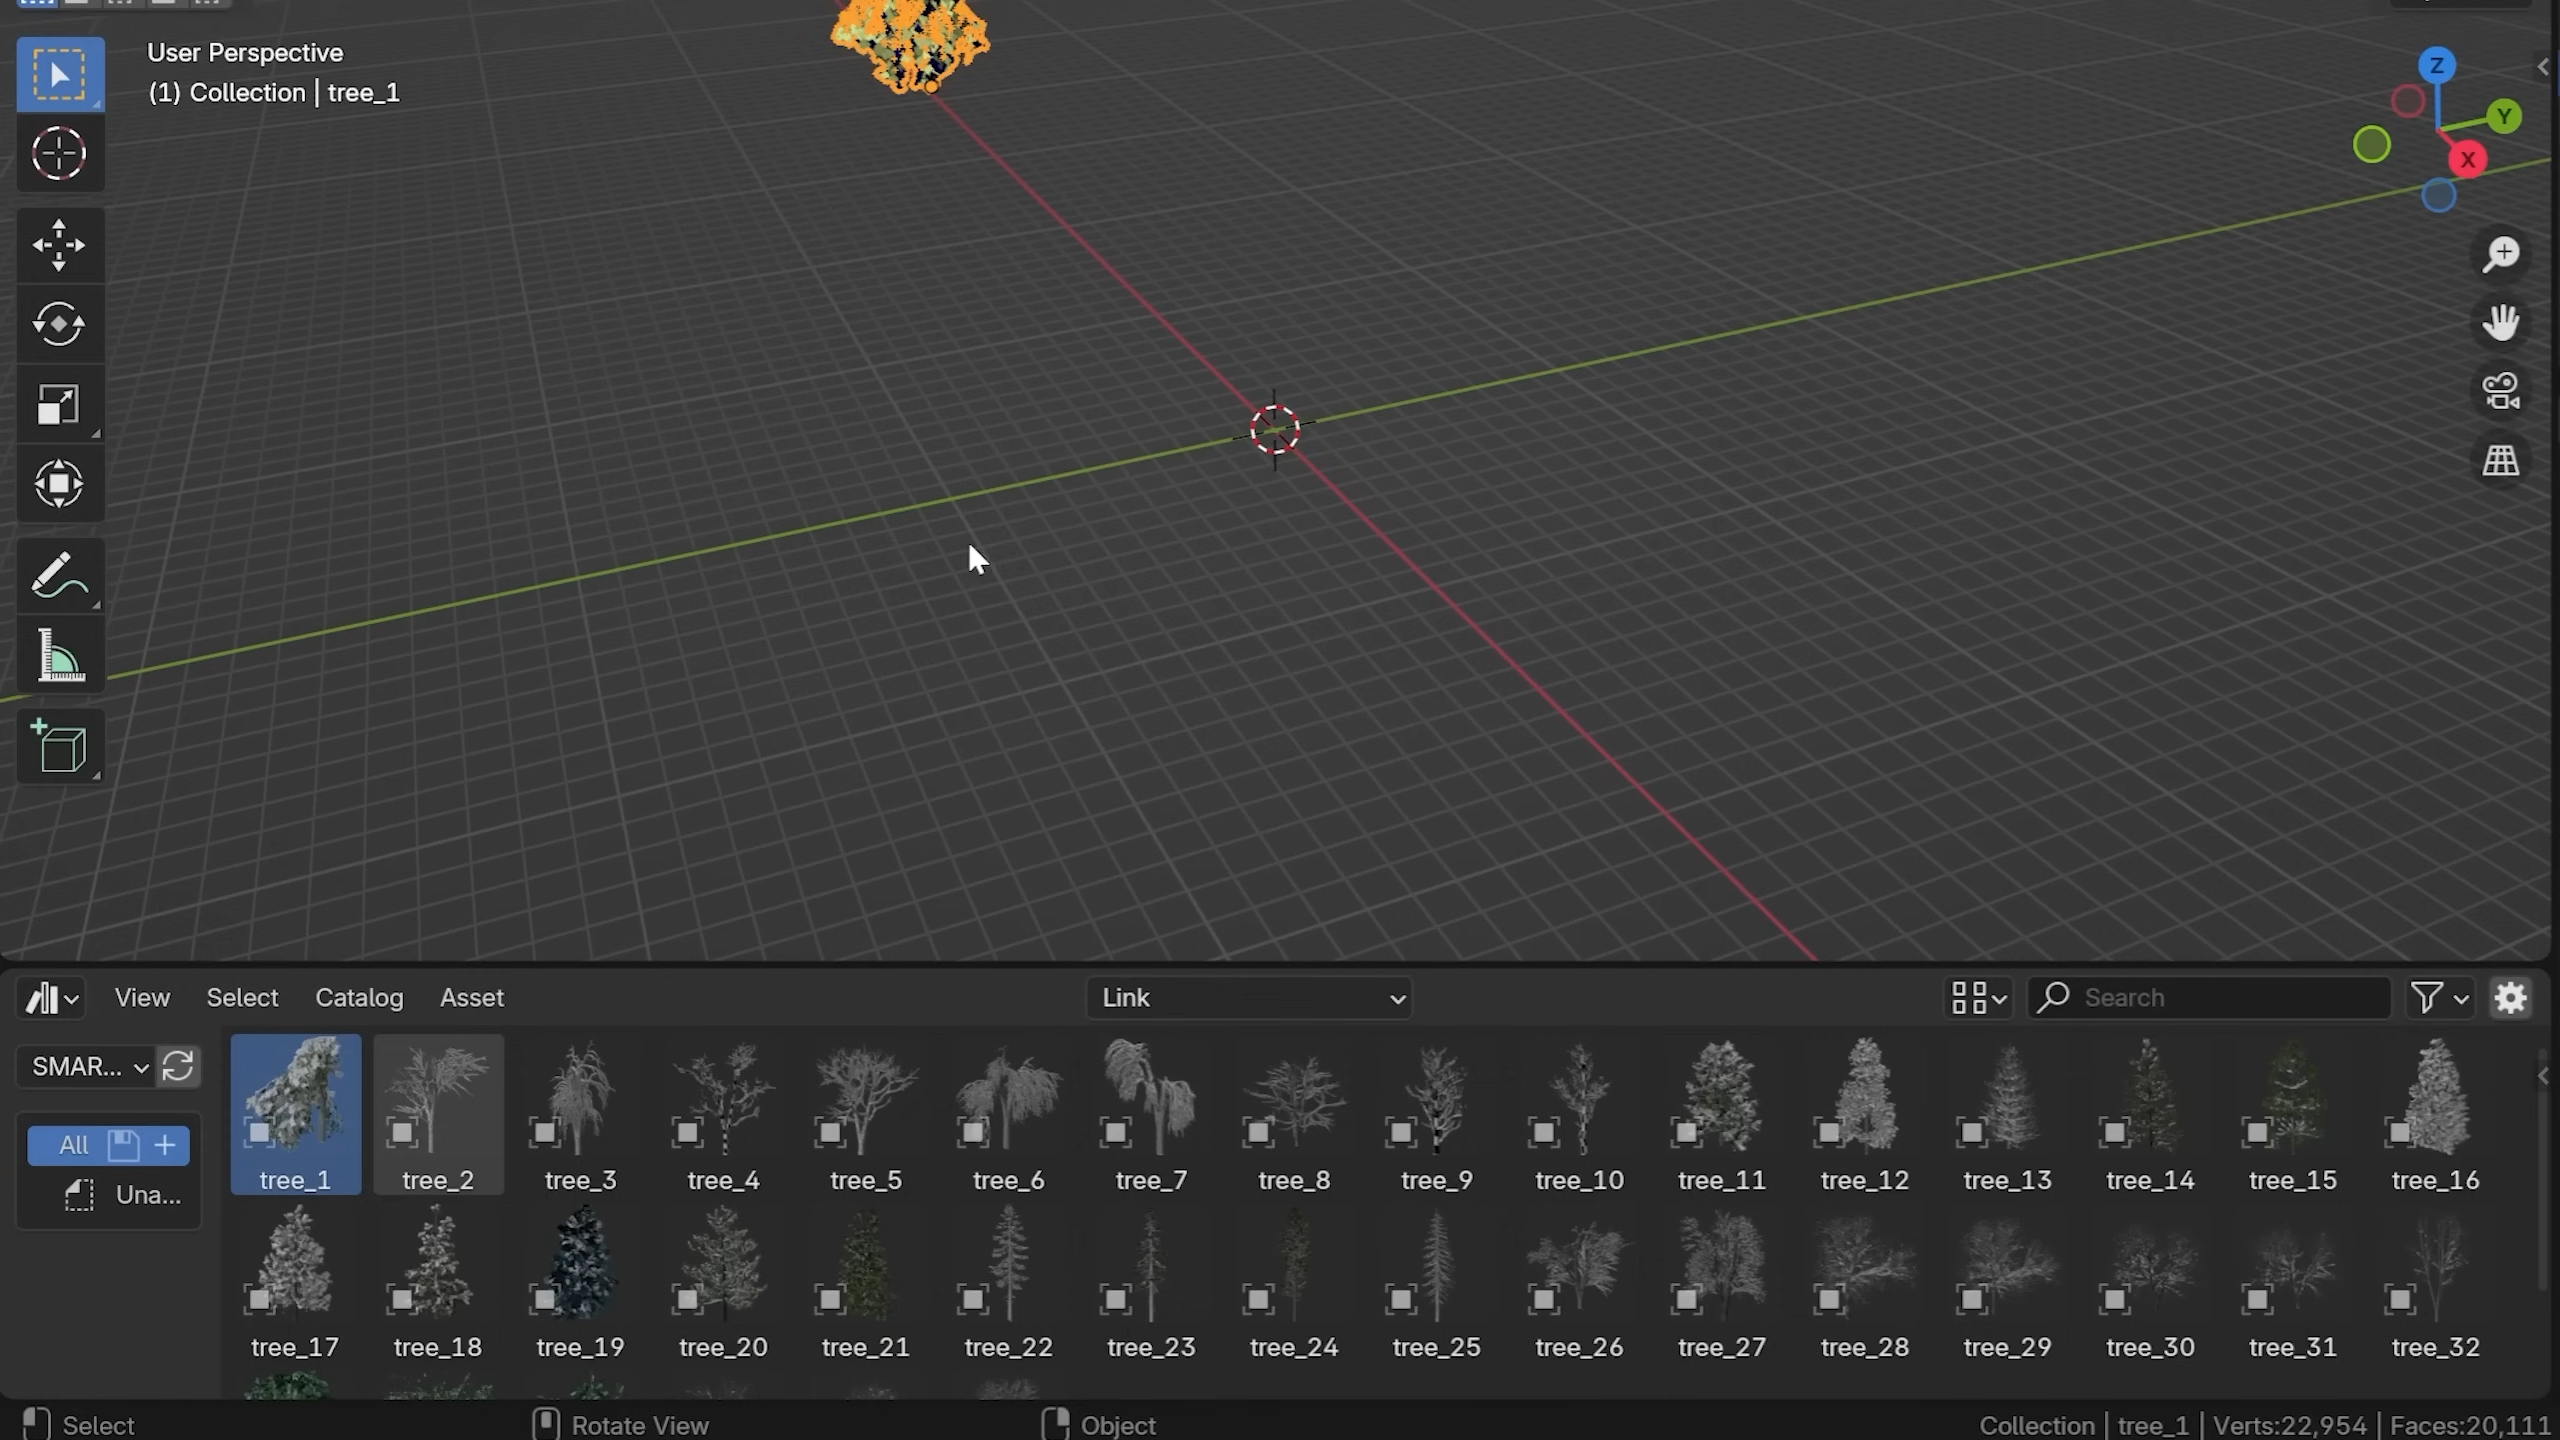 User Perspective
(1) Collection | tree_1
Z
Y
X
View Select Catalog Asset Link Search
SMAR...
All
Una...
tree_1 tree_2 tree_3 tree_4 tree_5 tree_6 tree_7 tree_8 tree_9 tree_10 tree_11 tree_12 tree_13 tree_14 tree_15 tree_16
tree_17 tree_18 tree_19 tree_20 tree_21 tree_22 tree_23 tree_24 tree_25 tree_26 tree_27 tree_28 tree_29 tree_30 tree_31 tree_32
Select Rotate View Object Collection | tree_1 | Verts:22,954 | Faces:20,111